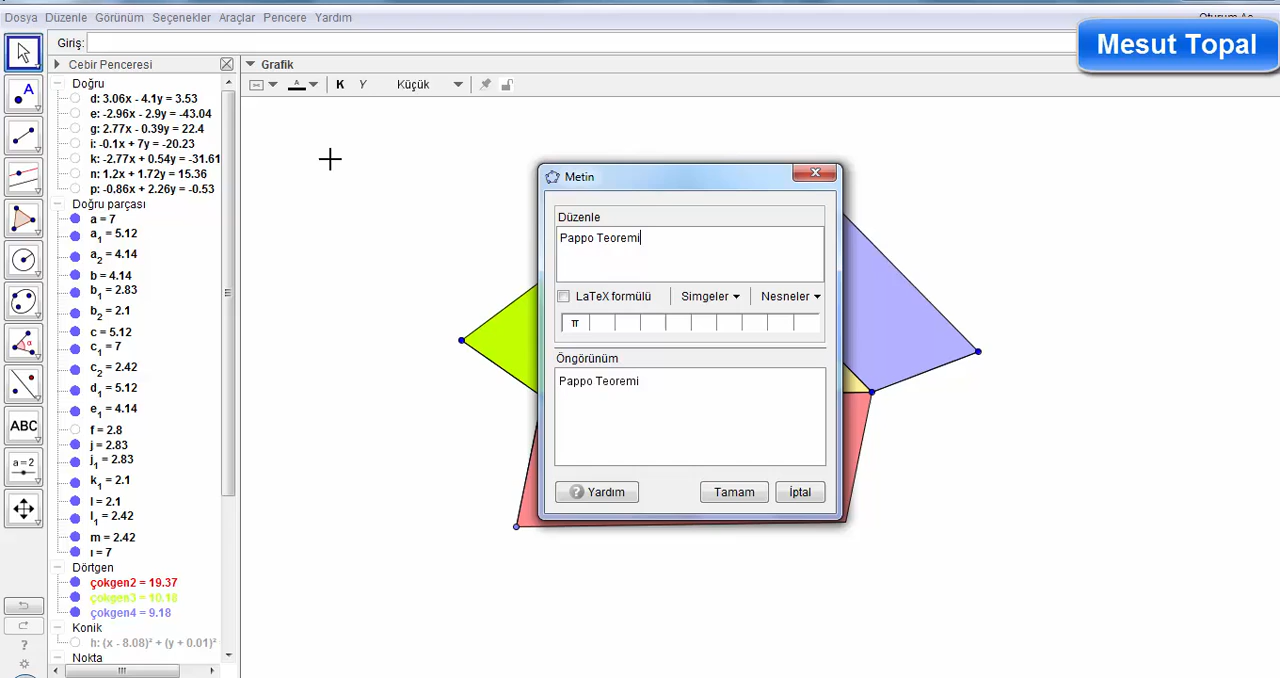 Dosya Düzenle Görünüm Seçenekler Araçlar Pencere Yardım
Mesut Topal
Giriş:
Cebir Penceresi
Grafik
K Y Küçük
Doğru
d: 3.06x - 4.1y = 3.53
e: -2.96x - 2.9y = -43.04
g: 2.77x - 0.39y = 22.4
i: -0.1x + 7y = -20.23
k: -2.77x + 0.54y = -31.61
n: 1.2x + 1.72y = 15.36
p: -0.86x + 2.26y = -0.53
Doğru parçası
a = 7
a1 = 5.12
a2 = 4.14
b = 4.14
b1 = 2.83
b2 = 2.1
c = 5.12
c1 = 7
c2 = 2.42
d1 = 5.12
e1 = 4.14
f = 2.8
j = 2.83
j1 = 2.83
k1 = 2.1
l = 2.1
l1 = 2.42
m = 2.42
ı = 7
Dörtgen
çokgen2 = 19.37
çokgen3 = 10.18
çokgen4 = 9.18
Konik
h: (x - 8.08)² + (y + 0.01)²
Nokta
A
α
ABC
a=2
?
Metin
Düzenle
Pappo Teoremi
LaTeX formülü Simgeler Nesneler
π
Öngörünüm
Pappo Teoremi
? Yardım Tamam İptal